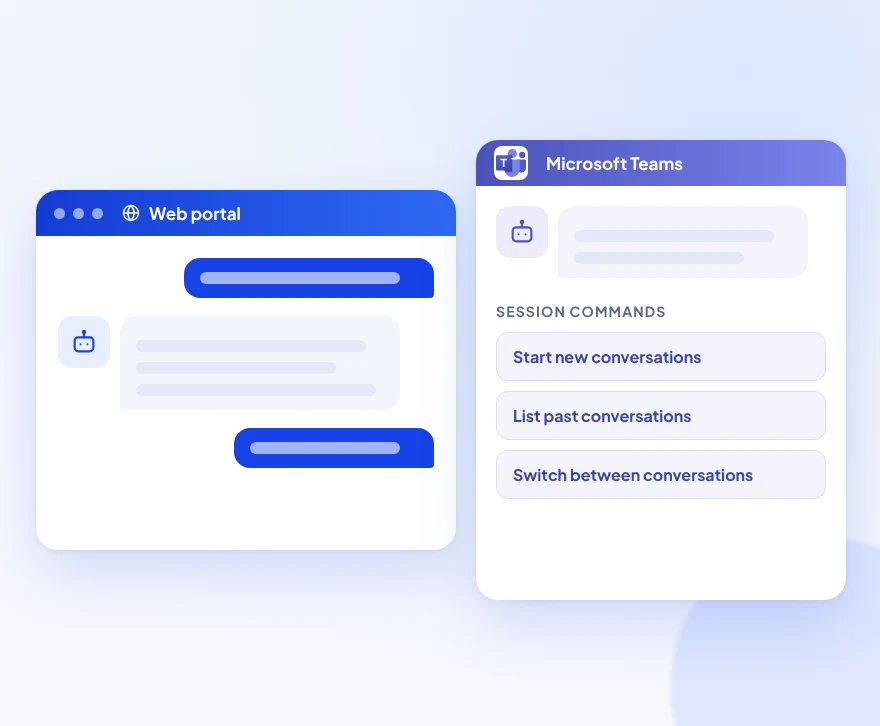 Web portal
T
Microsoft Teams
SESSION COMMANDS
Start new conversations
List past conversations
Switch between conversations